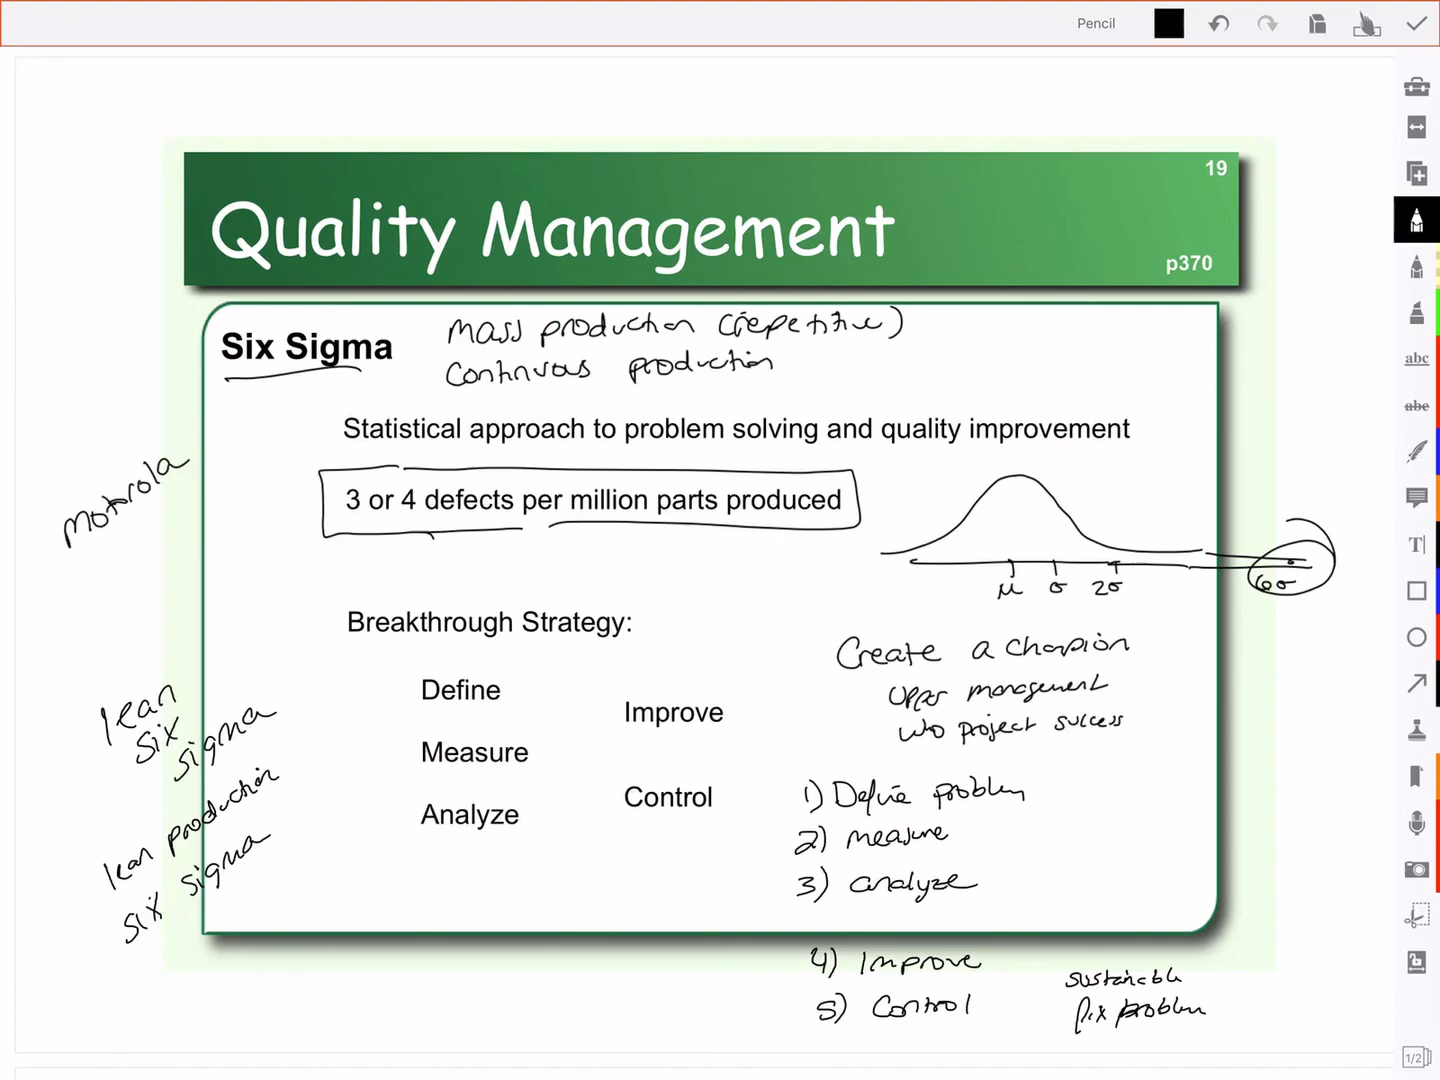 Pencil
19
Quality Management
p370
Six Sigma
Mass production (repetitive)
Continuous production
Statistical approach to problem solving and quality improvement
Motorola
3 or 4 defects per million parts produced
μ σ 2σ 6σ
Breakthrough Strategy:
Create a champion
Upper management
who project success
Define
Improve
Measure
Control
Analyze
lean
six
sigma
lean production
six sigma
1) Define problem
2) measure
3) analyze
4) Improve
5) Control
sustainable
fix problem
abc
abc
T
1/2